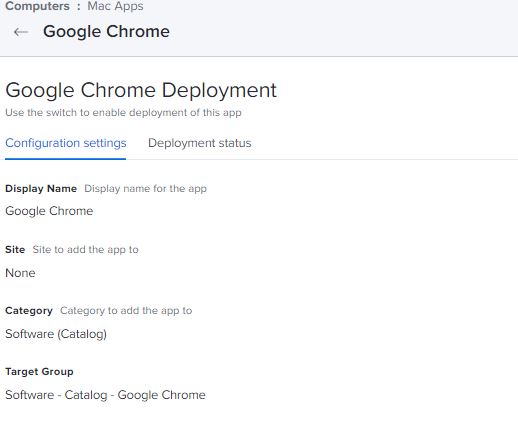 Computers : Mac Apps
← Google Chrome
Google Chrome Deployment
Use the switch to enable deployment of this app
Configuration settings Deployment status
Display Name Display name for the app
Google Chrome
Site Site to add the app to
None
Category Category to add the app to
Software (Catalog)
Target Group
Software - Catalog - Google Chrome